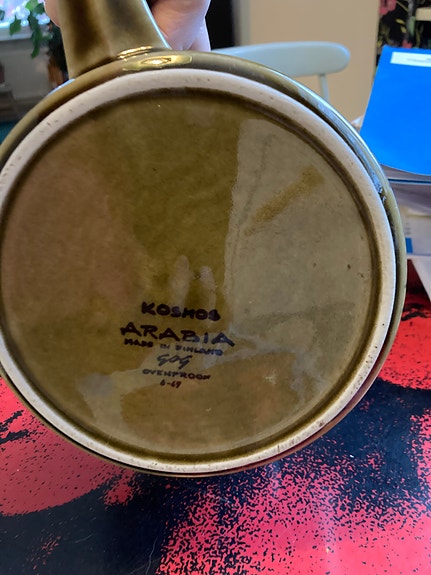 KOSMOS
ARABIA
MADE IN FINLAND
GOG
OVENPROOF
6-69